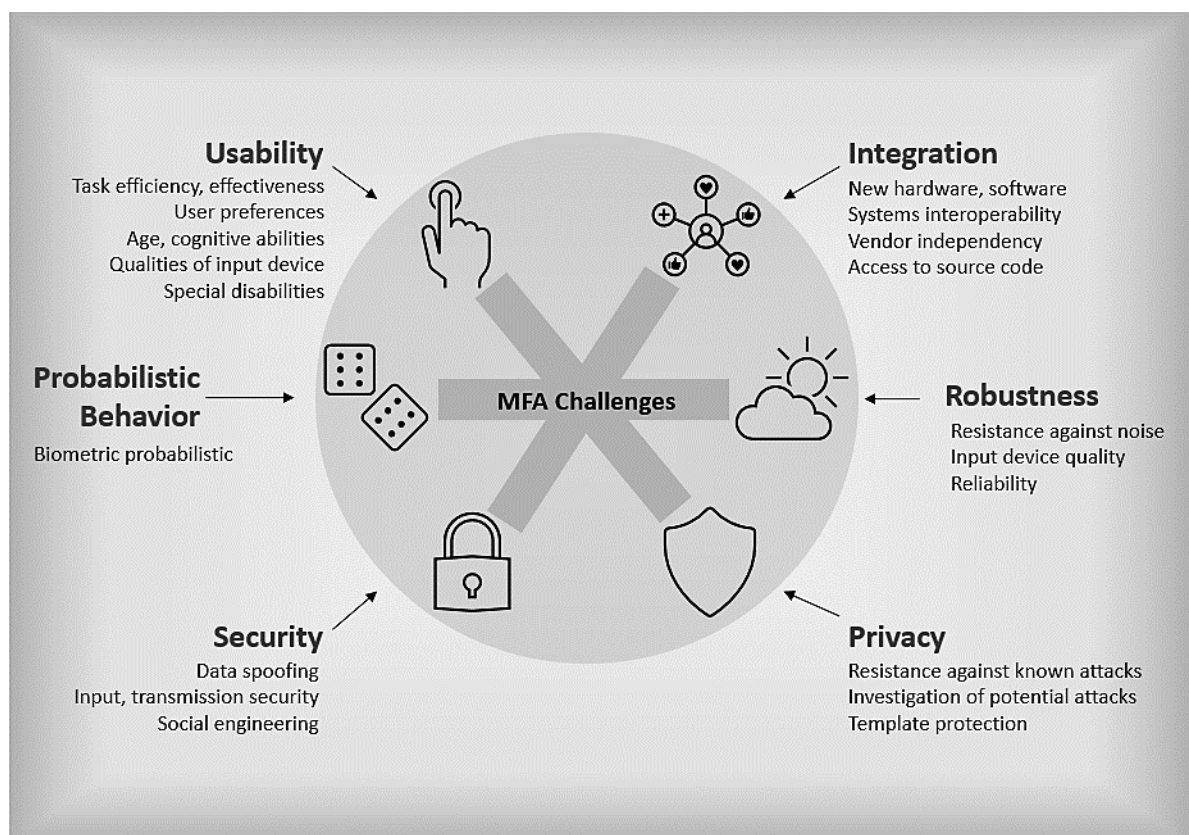 Usability
Task efficiency, effectiveness
User preferences
Age, cognitive abilities
Qualities of input device
Special disabilities
Integration
New hardware, software
Systems interoperability
Vendor independency
Access to source code
Probabilistic
Behavior
Biometric probabilistic
MFA Challenges
Robustness
Resistance against noise
Input device quality
Reliability
Security
Data spoofing
Input, transmission security
Social engineering
Privacy
Resistance against known attacks
Investigation of potential attacks
Template protection